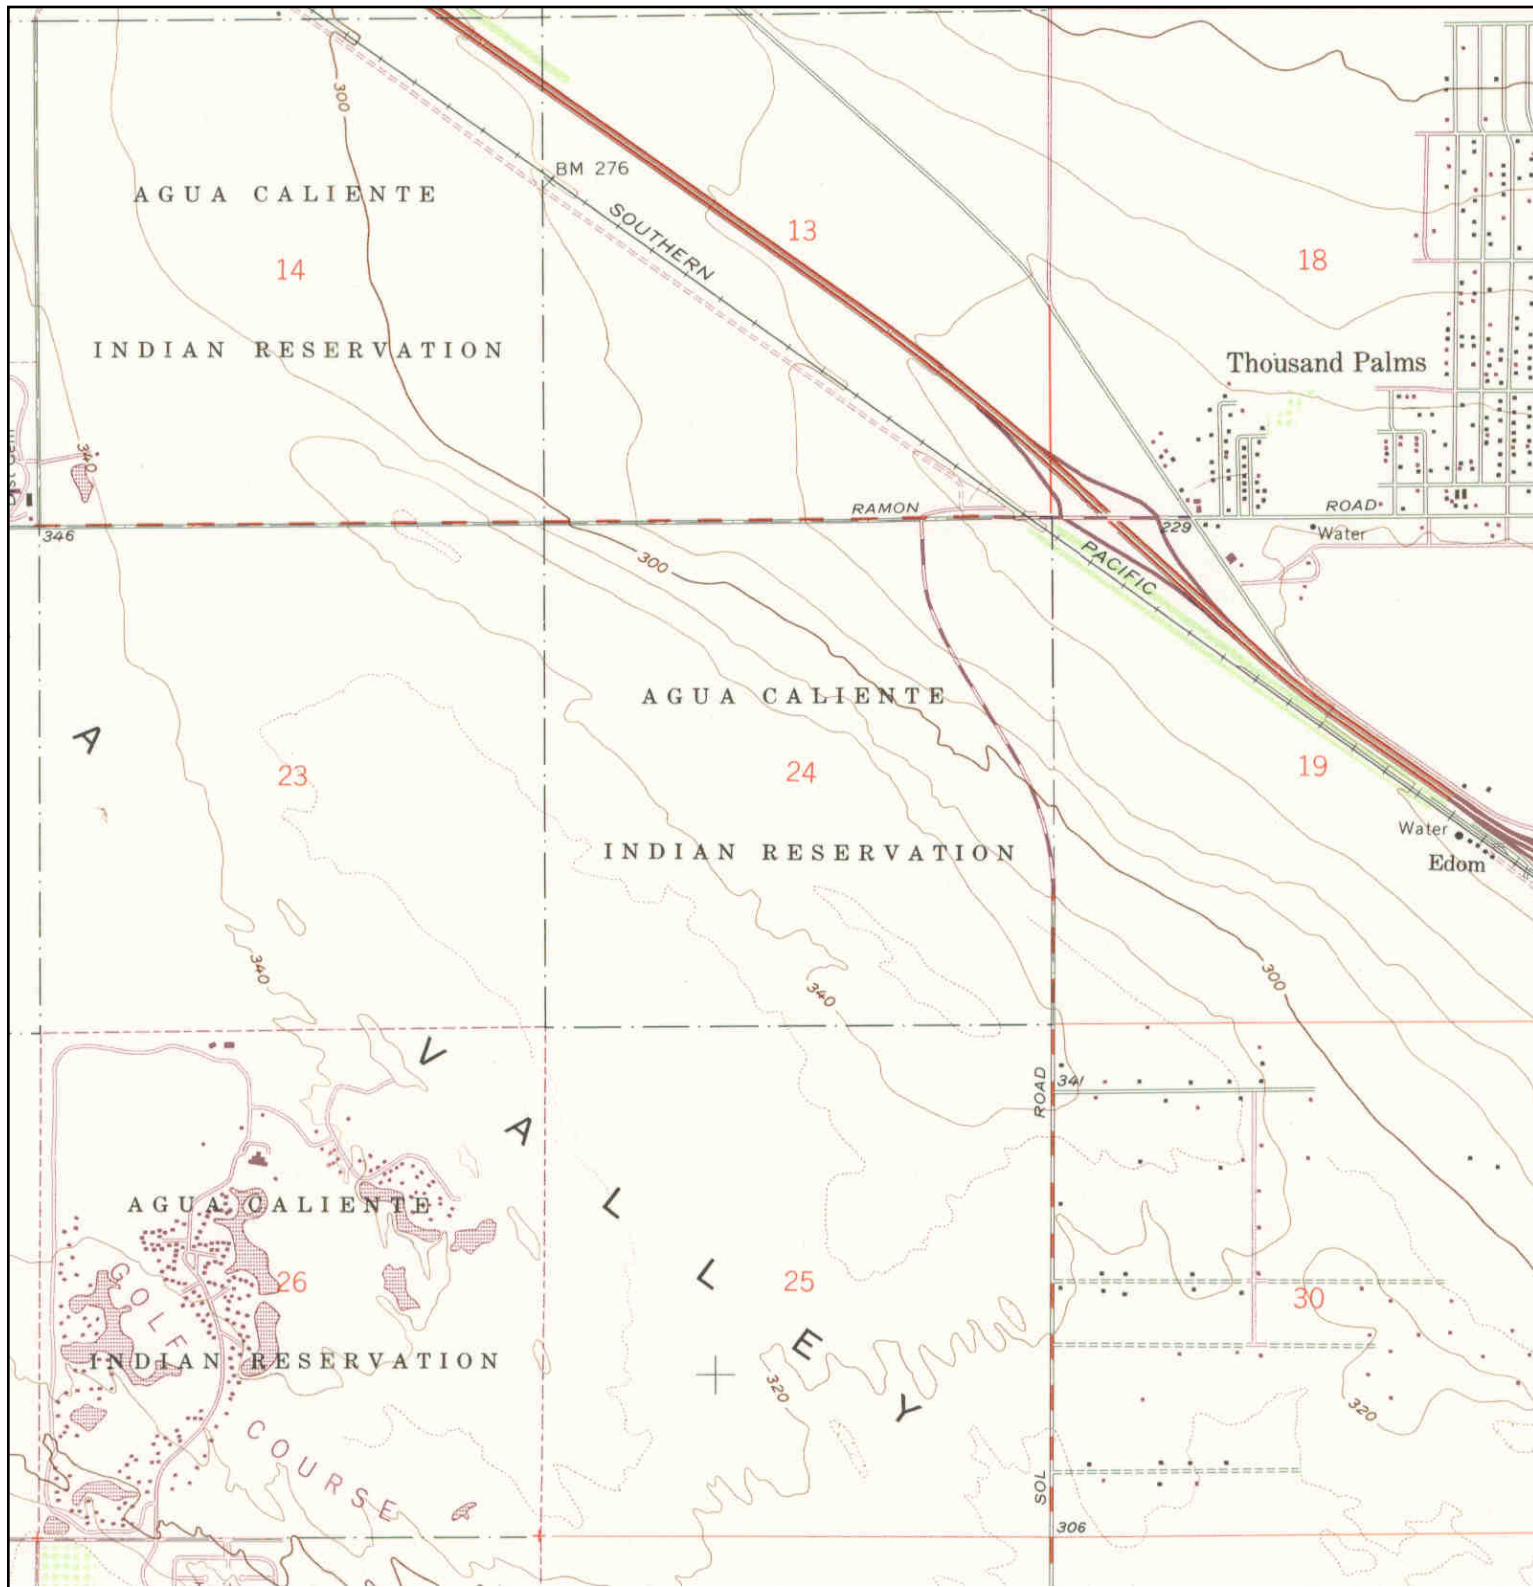 300
BM 276
AGUA CALIENTE
SOUTHERN
13
14
18
INDIAN RESERVATION
Thousand Palms
340
RAMON
ROAD
229
Water
346
300
PACIFIC
AGUA CALIENTE
A
23
24
19
Water
INDIAN RESERVATION
Edom
340
300
340
V
ROAD
341
A
AGUA CALIENTE
L
GOLF
26
L
25
30
E
INDIAN RESERVATION
320
Y
320
COURSE
SOL
306